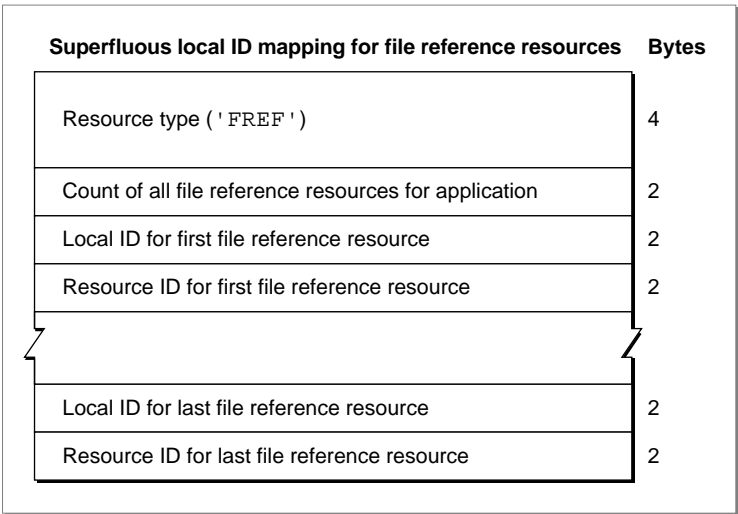 Superfluous local ID mapping for file reference resources Bytes
Resource type ('FREF') 4
Count of all file reference resources for application 2
Local ID for first file reference resource 2
Resource ID for first file reference resource 2
Local ID for last file reference resource 2
Resource ID for last file reference resource 2